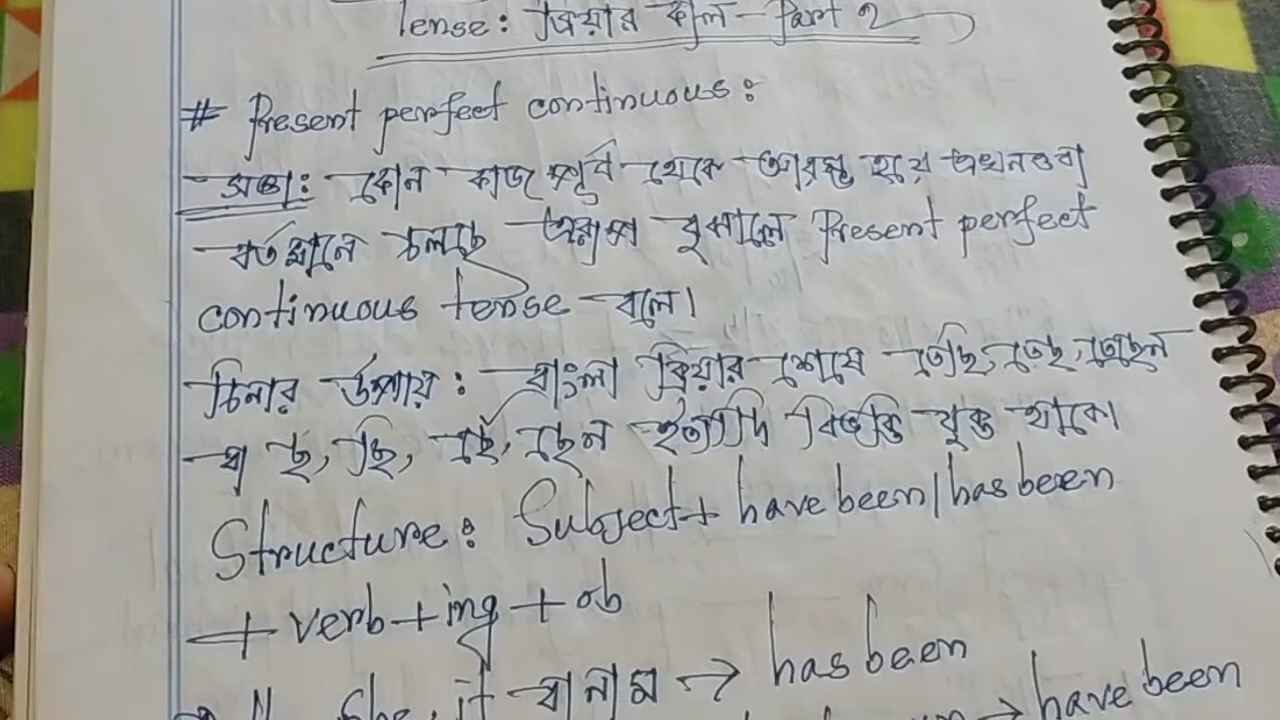 Tense: ক্রিয়ার কাল - Part 2
# Present perfect continuous:
সংজ্ঞা: কোন কাজ পূর্ব থেকে আরম্ভ হয়ে এখনও বা
বর্তমানে চলছে এরূপ বুঝালে Present perfect
continuous tense বলে।
চিনার উপায়: বাংলা ক্রিয়ার শেষে তেছি, তেছ, তেছেন
বা ছ, ছি, ছে, ছেন ইত্যাদি বিভক্তি যুক্ত থাকে।
Structure: Subject + have been/has been
+ verb + ing + ob
She, it বা নাম → has been
→ have been